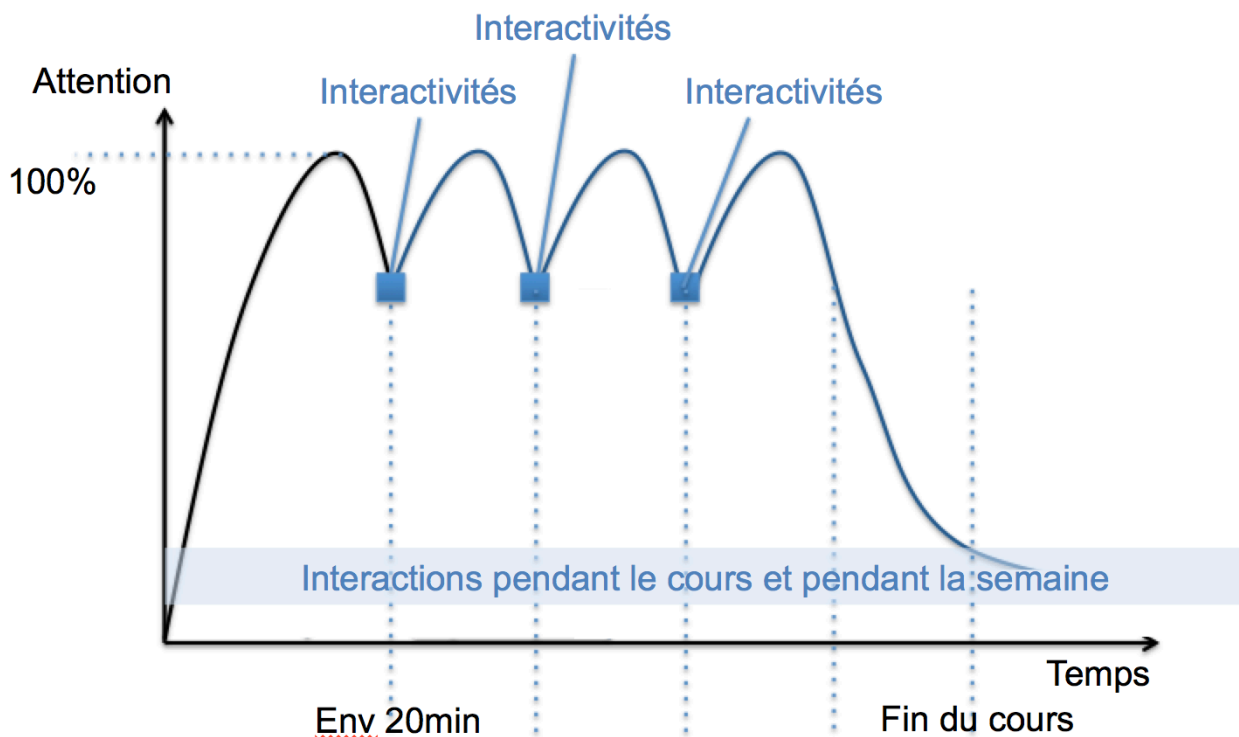 Interactivités
Attention
Interactivités
Interactivités
100%
Interactions pendant le cours et pendant la semaine
Temps
Env 20min
Fin du cours